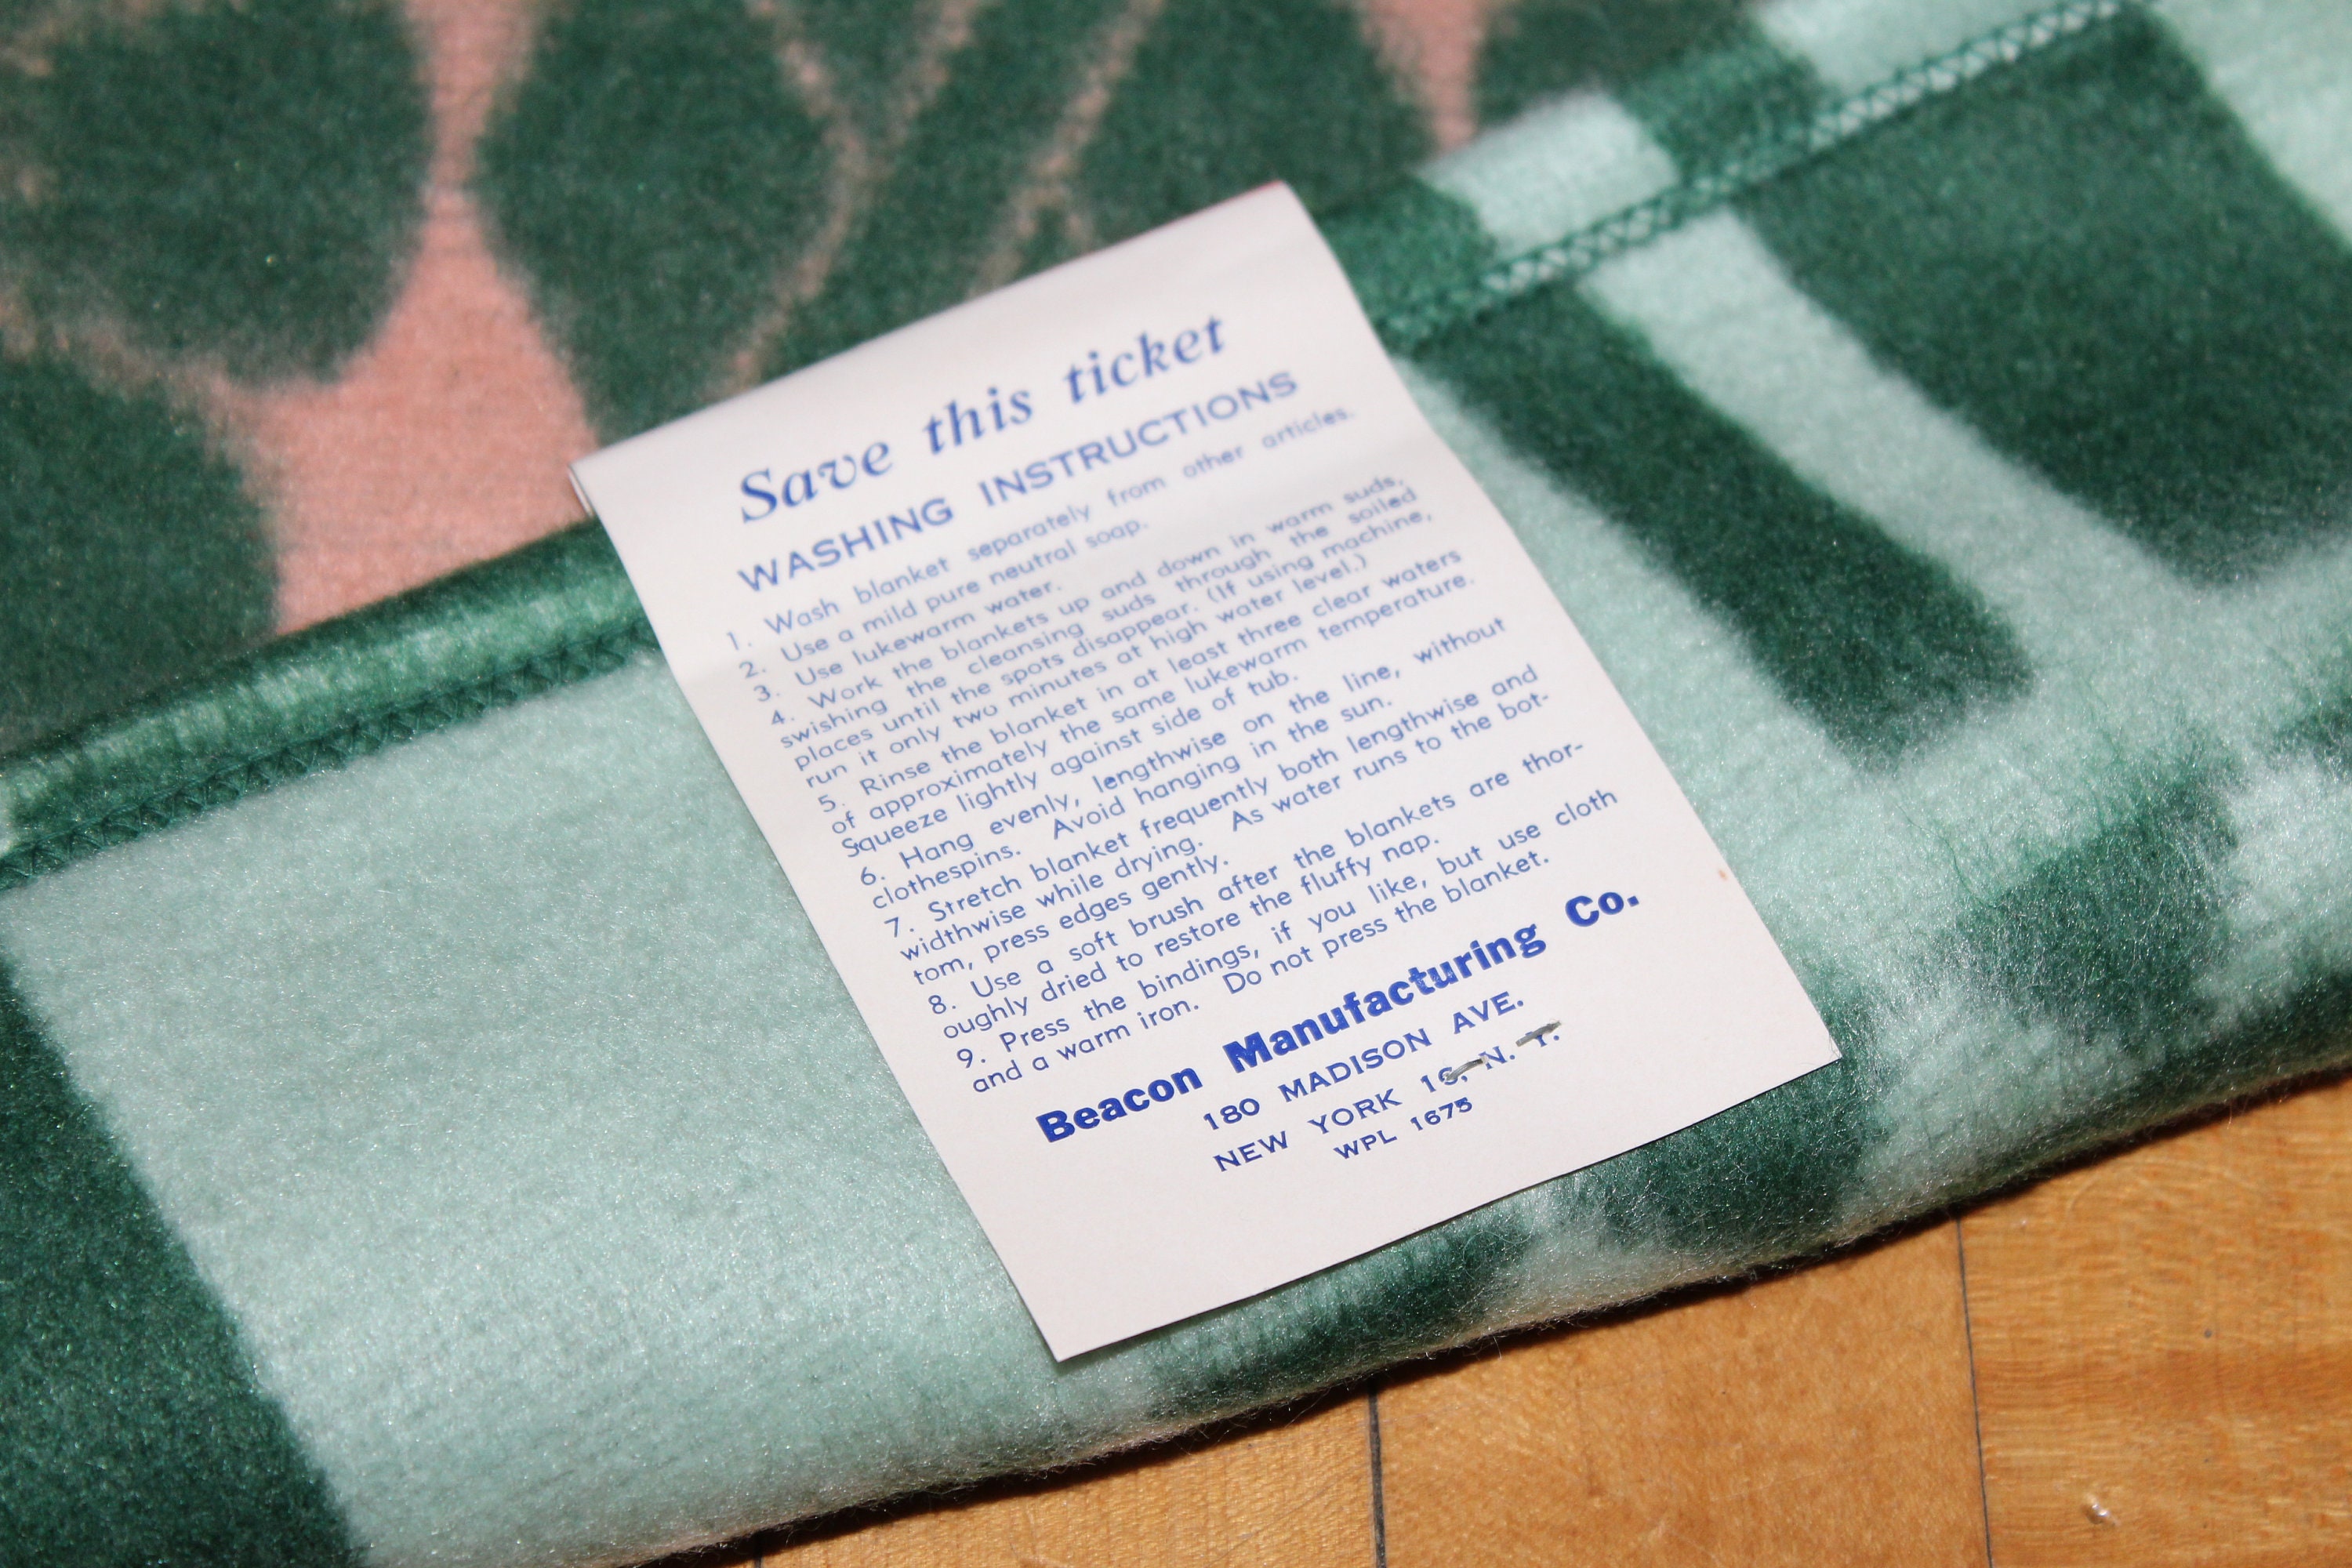 Save this ticket
WASHING INSTRUCTIONS
1. Wash blanket separately from other articles.
2. Use a mild pure neutral soap.
3. Use lukewarm water.
4. Work the blankets up and down in warm suds,
swishing the cleansing suds through the soiled
places until the spots disappear. (If using machine,
run it only two minutes at high water level.)
5. Rinse the blanket in at least three clear waters
of approximately the same lukewarm temperature.
Squeeze lightly against side of tub.
6. Hang evenly, lengthwise on the line, without
clothespins. Avoid hanging in the sun.
7. Stretch blanket frequently both lengthwise and
widthwise while drying. As water runs to the bot-
tom, press edges gently.
8. Use a soft brush after the blankets are thor-
oughly dried to restore the fluffy nap.
9. Press the bindings, if you like, but use cloth
and a warm iron. Do not press the blanket.
Beacon Manufacturing Co.
180 MADISON AVE.
NEW YORK 16, N. Y.
WPL 1675